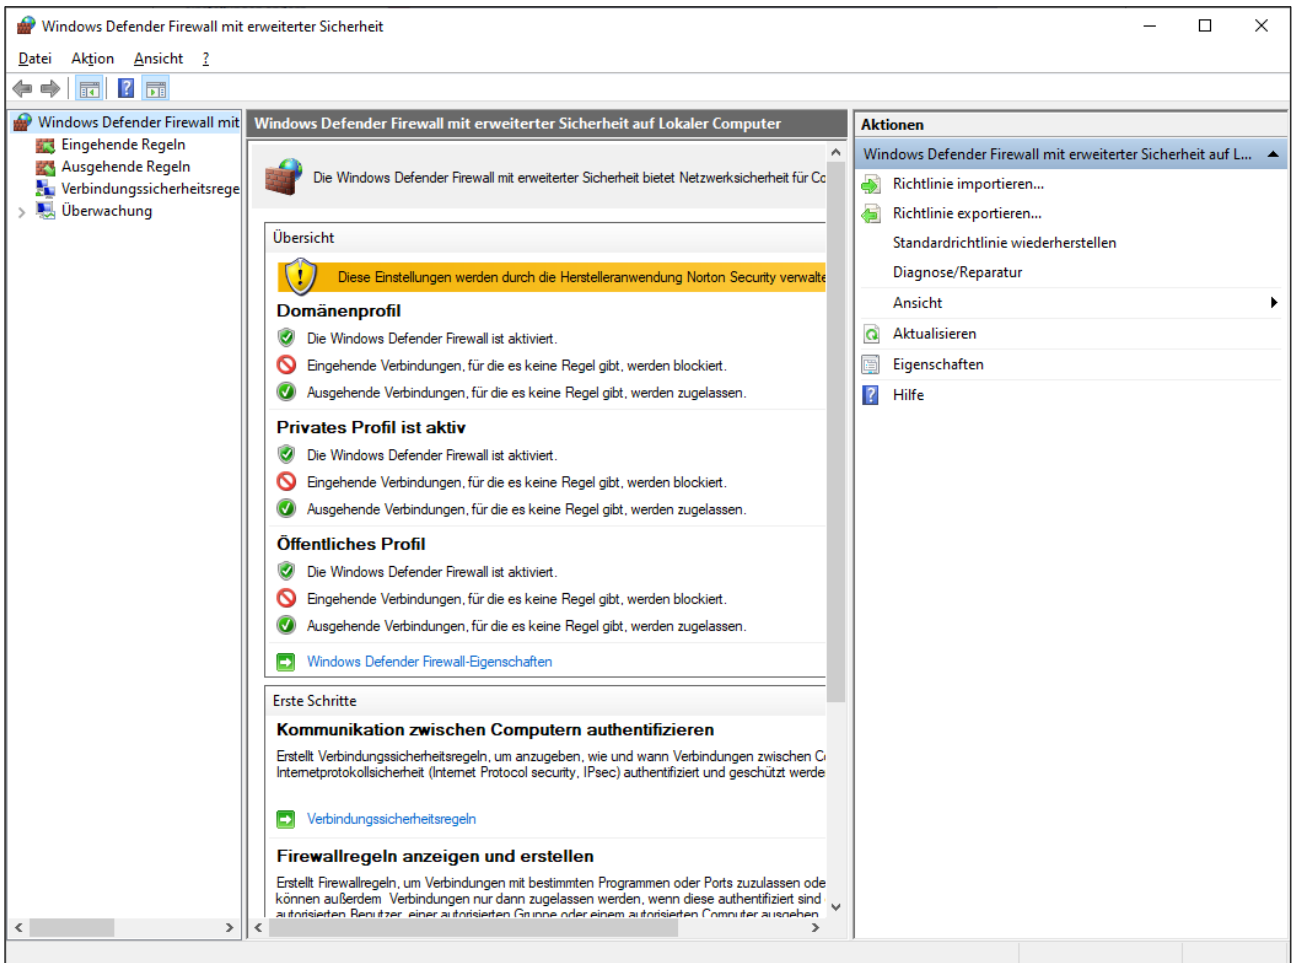 Windows Defender Firewall mit erweiterter Sicherheit
Datei Aktion Ansicht ?
Windows Defender Firewall mit
Eingehende Regeln
Ausgehende Regeln
Verbindungssicherheitsrege
Überwachung
Windows Defender Firewall mit erweiterter Sicherheit auf Lokaler Computer
Die Windows Defender Firewall mit erweiterter Sicherheit bietet Netzwerksicherheit für Co
Übersicht
Diese Einstellungen werden durch die Herstelleranwendung Norton Security verwalte
Domänenprofil
Die Windows Defender Firewall ist aktiviert.
Eingehende Verbindungen, für die es keine Regel gibt, werden blockiert.
Ausgehende Verbindungen, für die es keine Regel gibt, werden zugelassen.
Privates Profil ist aktiv
Die Windows Defender Firewall ist aktiviert.
Eingehende Verbindungen, für die es keine Regel gibt, werden blockiert.
Ausgehende Verbindungen, für die es keine Regel gibt, werden zugelassen.
Öffentliches Profil
Die Windows Defender Firewall ist aktiviert.
Eingehende Verbindungen, für die es keine Regel gibt, werden blockiert.
Ausgehende Verbindungen, für die es keine Regel gibt, werden zugelassen.
Windows Defender Firewall-Eigenschaften
Erste Schritte
Kommunikation zwischen Computern authentifizieren
Erstellt Verbindungssicherheitsregeln, um anzugeben, wie und wann Verbindungen zwischen C
Internetprotokollsicherheit (Internet Protocol security, IPsec) authentifiziert und geschützt werde
Verbindungssicherheitsregeln
Firewallregeln anzeigen und erstellen
Erstellt Firewallregeln, um Verbindungen mit bestimmten Programmen oder Ports zuzulassen ode
können außerdem Verbindungen nur dann zugelassen werden, wenn diese authentifiziert sind
autorisierten Benutzer, einer autorisierten Gruppe oder einem autorisierten Computer ausgehen
Aktionen
Windows Defender Firewall mit erweiterter Sicherheit auf L...
Richtlinie importieren...
Richtlinie exportieren...
Standardrichtlinie wiederherstellen
Diagnose/Reparatur
Ansicht
Aktualisieren
Eigenschaften
Hilfe